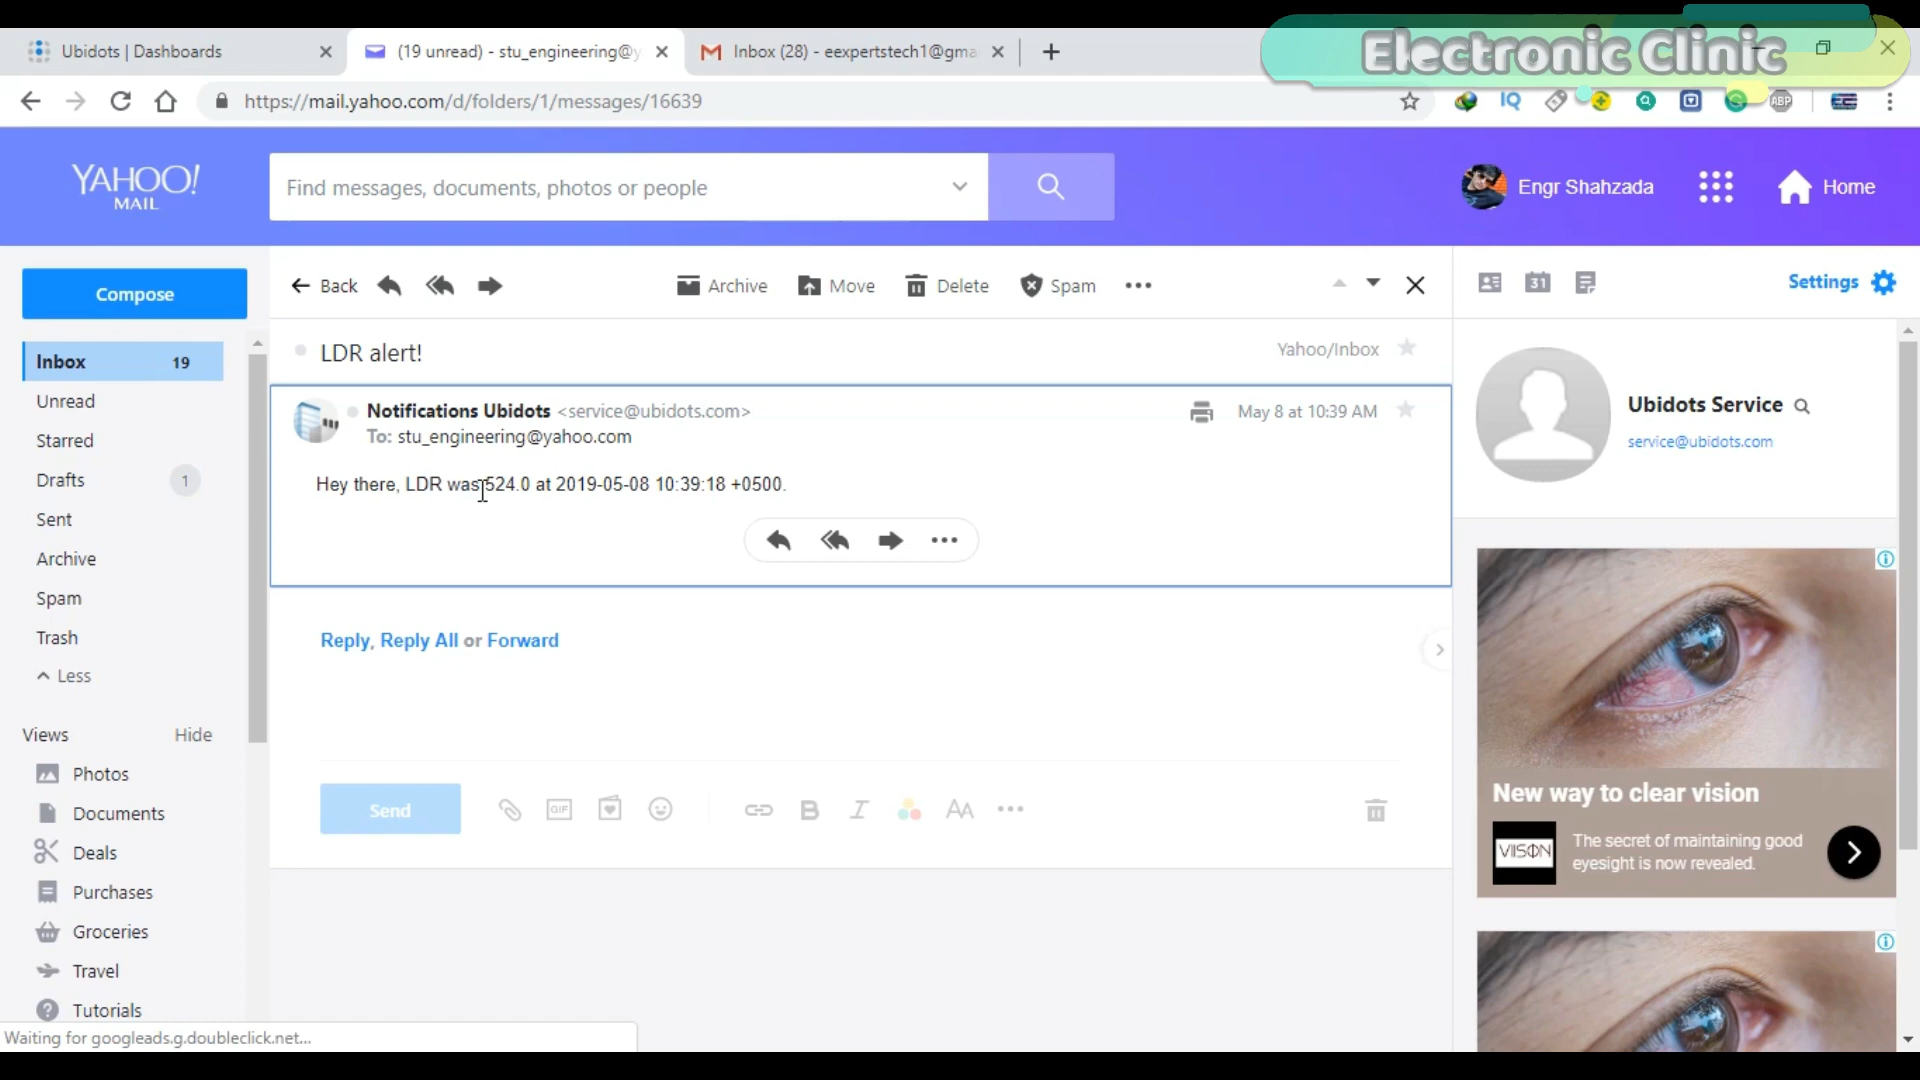 Electronic Clinic
Ubidots | Dashboards
(19 unread) - stu_engineering@y
Inbox (28) - eexpertstech1@gma
https://mail.yahoo.com/d/folders/1/messages/16639
IQ
ABP
YAHOO!
MAIL
Find messages, documents, photos or people
Engr Shahzada
Home
Compose
Back
Archive
Move
Delete
Spam
31
Settings
Inbox 19
Unread
Starred
Drafts 1
Sent
Archive
Spam
Trash
Less
Views Hide
Photos
Documents
Deals
Purchases
Groceries
Travel
Tutorials
LDR alert!
Yahoo/Inbox
Notifications Ubidots <service@ubidots.com>
May 8 at 10:39 AM
To: stu_engineering@yahoo.com
Hey there, LDR was 524.0 at 2019-05-08 10:39:18 +0500.
Reply, Reply All or Forward
Send
GIF
B
I
AA
Ubidots Service
service@ubidots.com
New way to clear vision
VIISON
The secret of maintaining good
eyesight is now revealed.
Waiting for googleads.g.doubleclick.net...